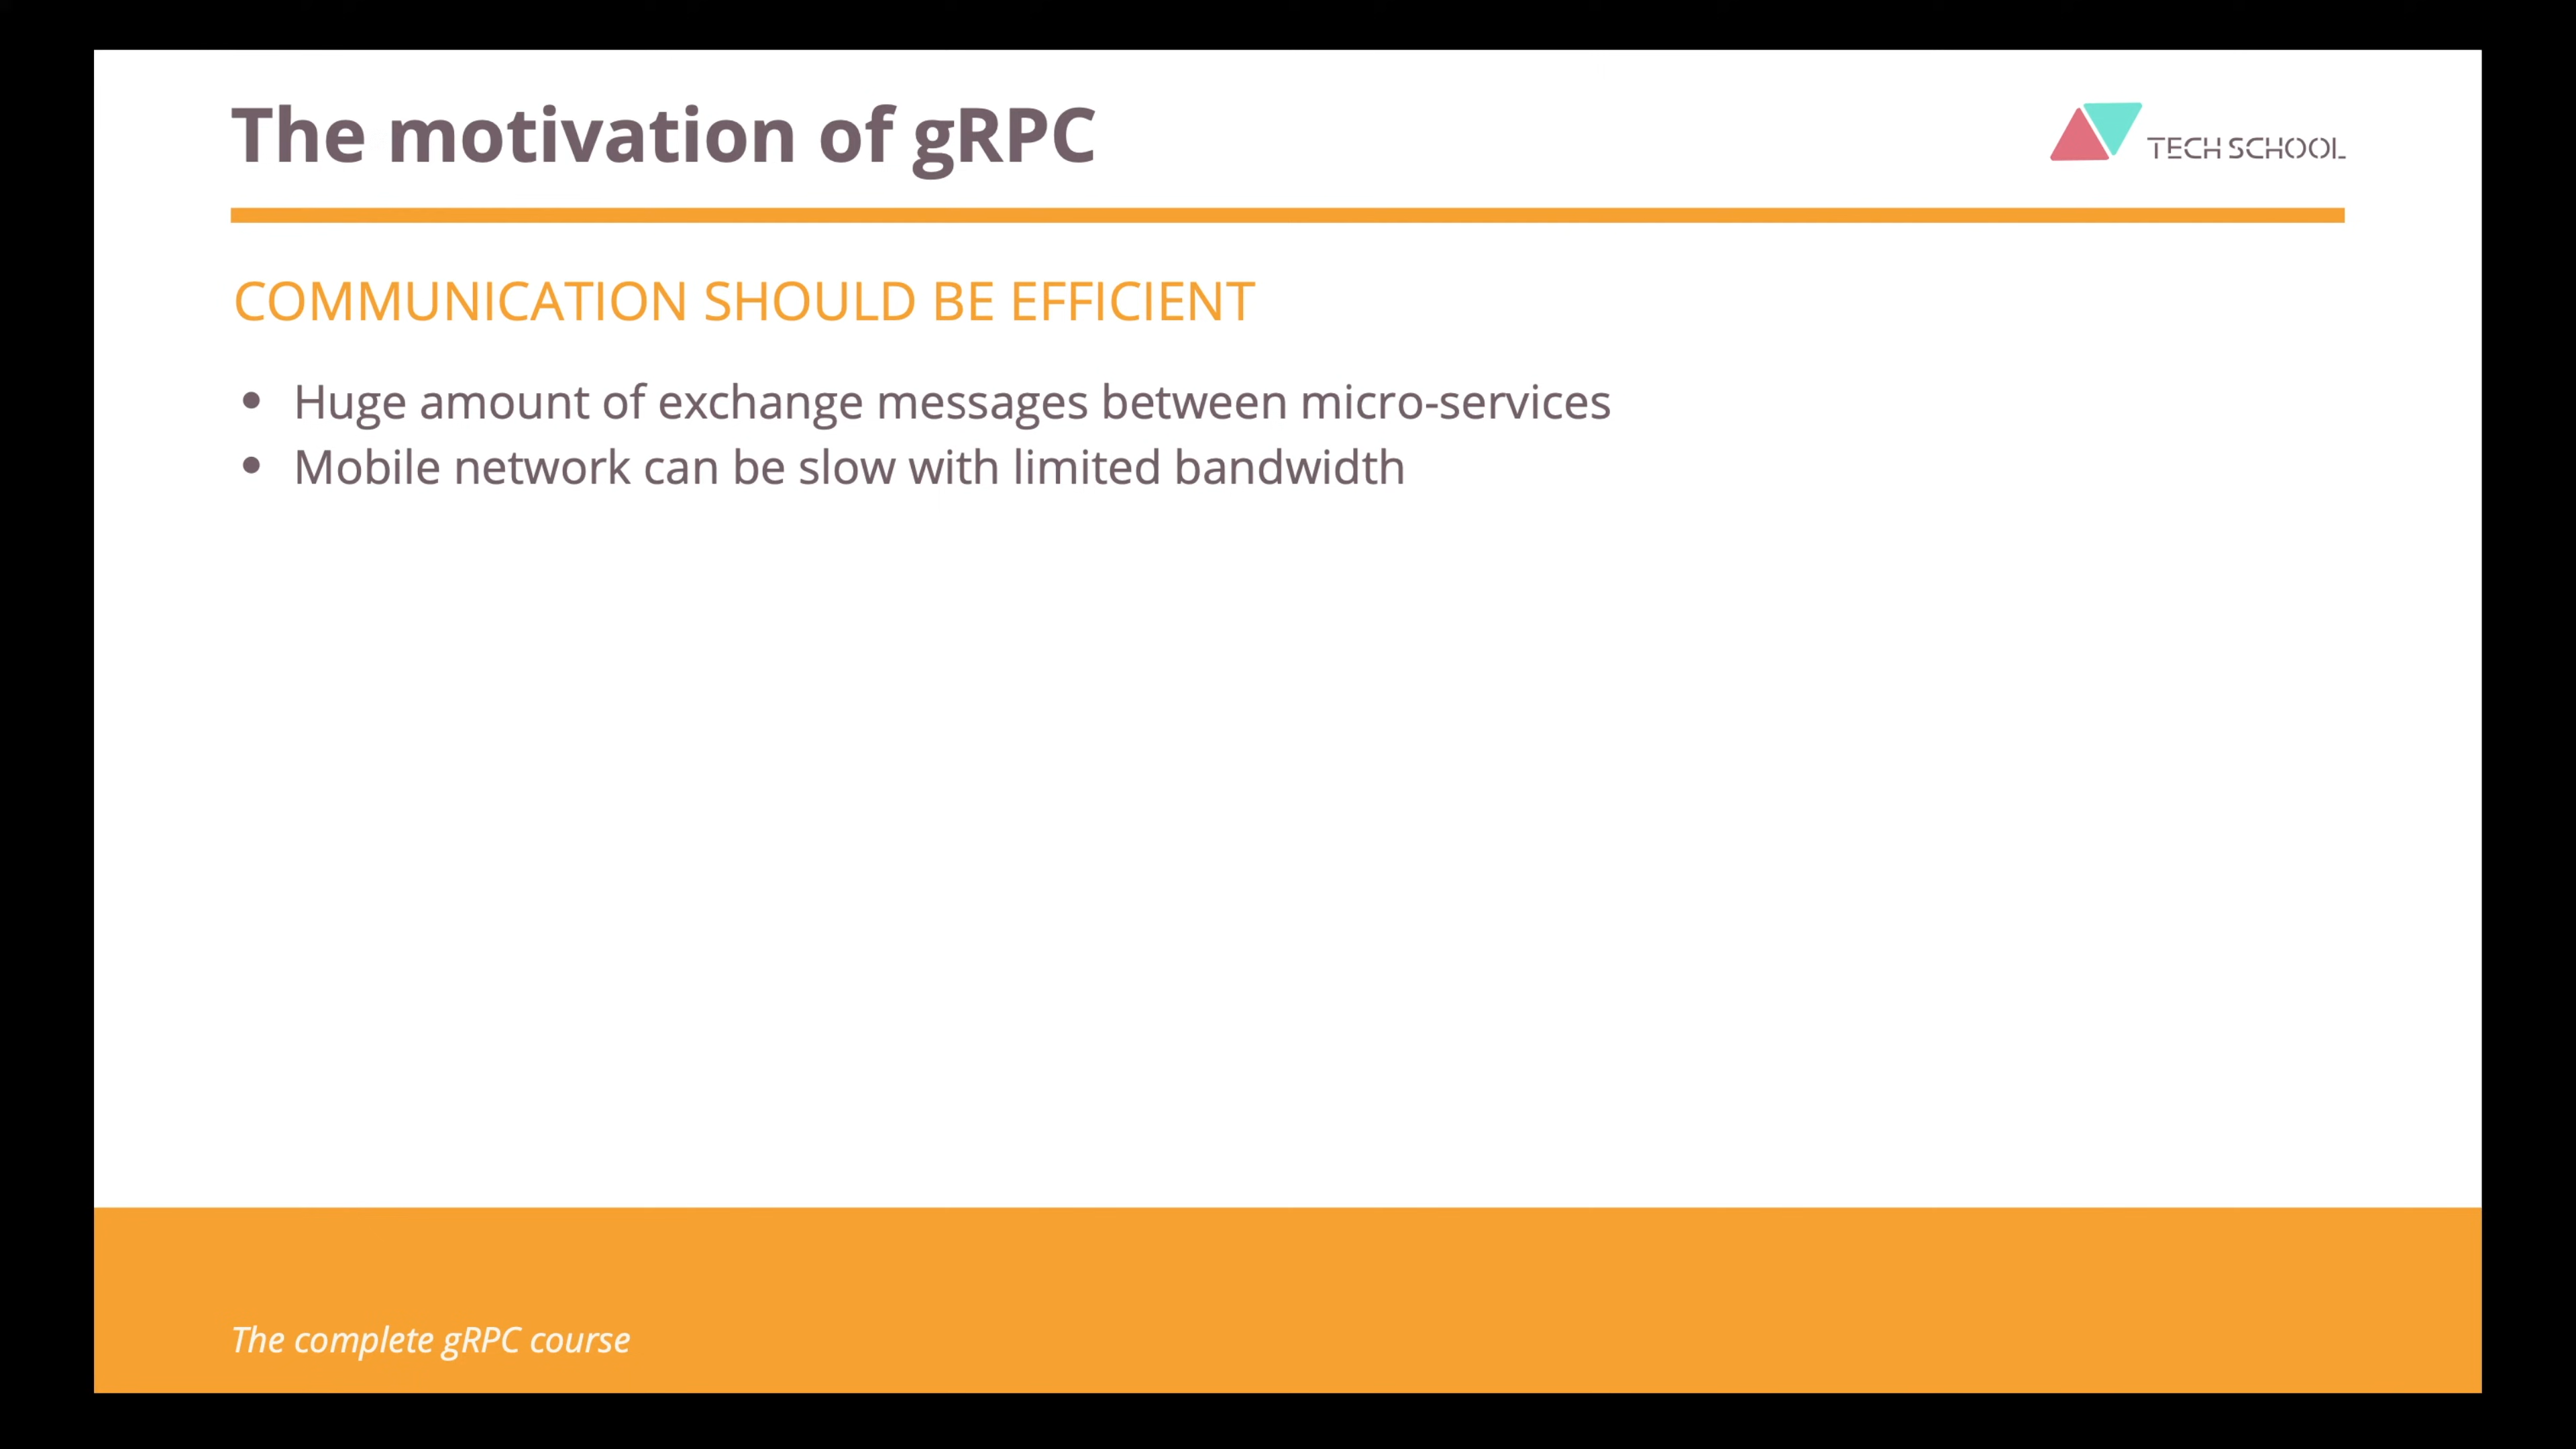 The motivation of gRPC
TECH SCHOOL
COMMUNICATION SHOULD BE EFFICIENT
• Huge amount of exchange messages between micro-services
• Mobile network can be slow with limited bandwidth
The complete gRPC course